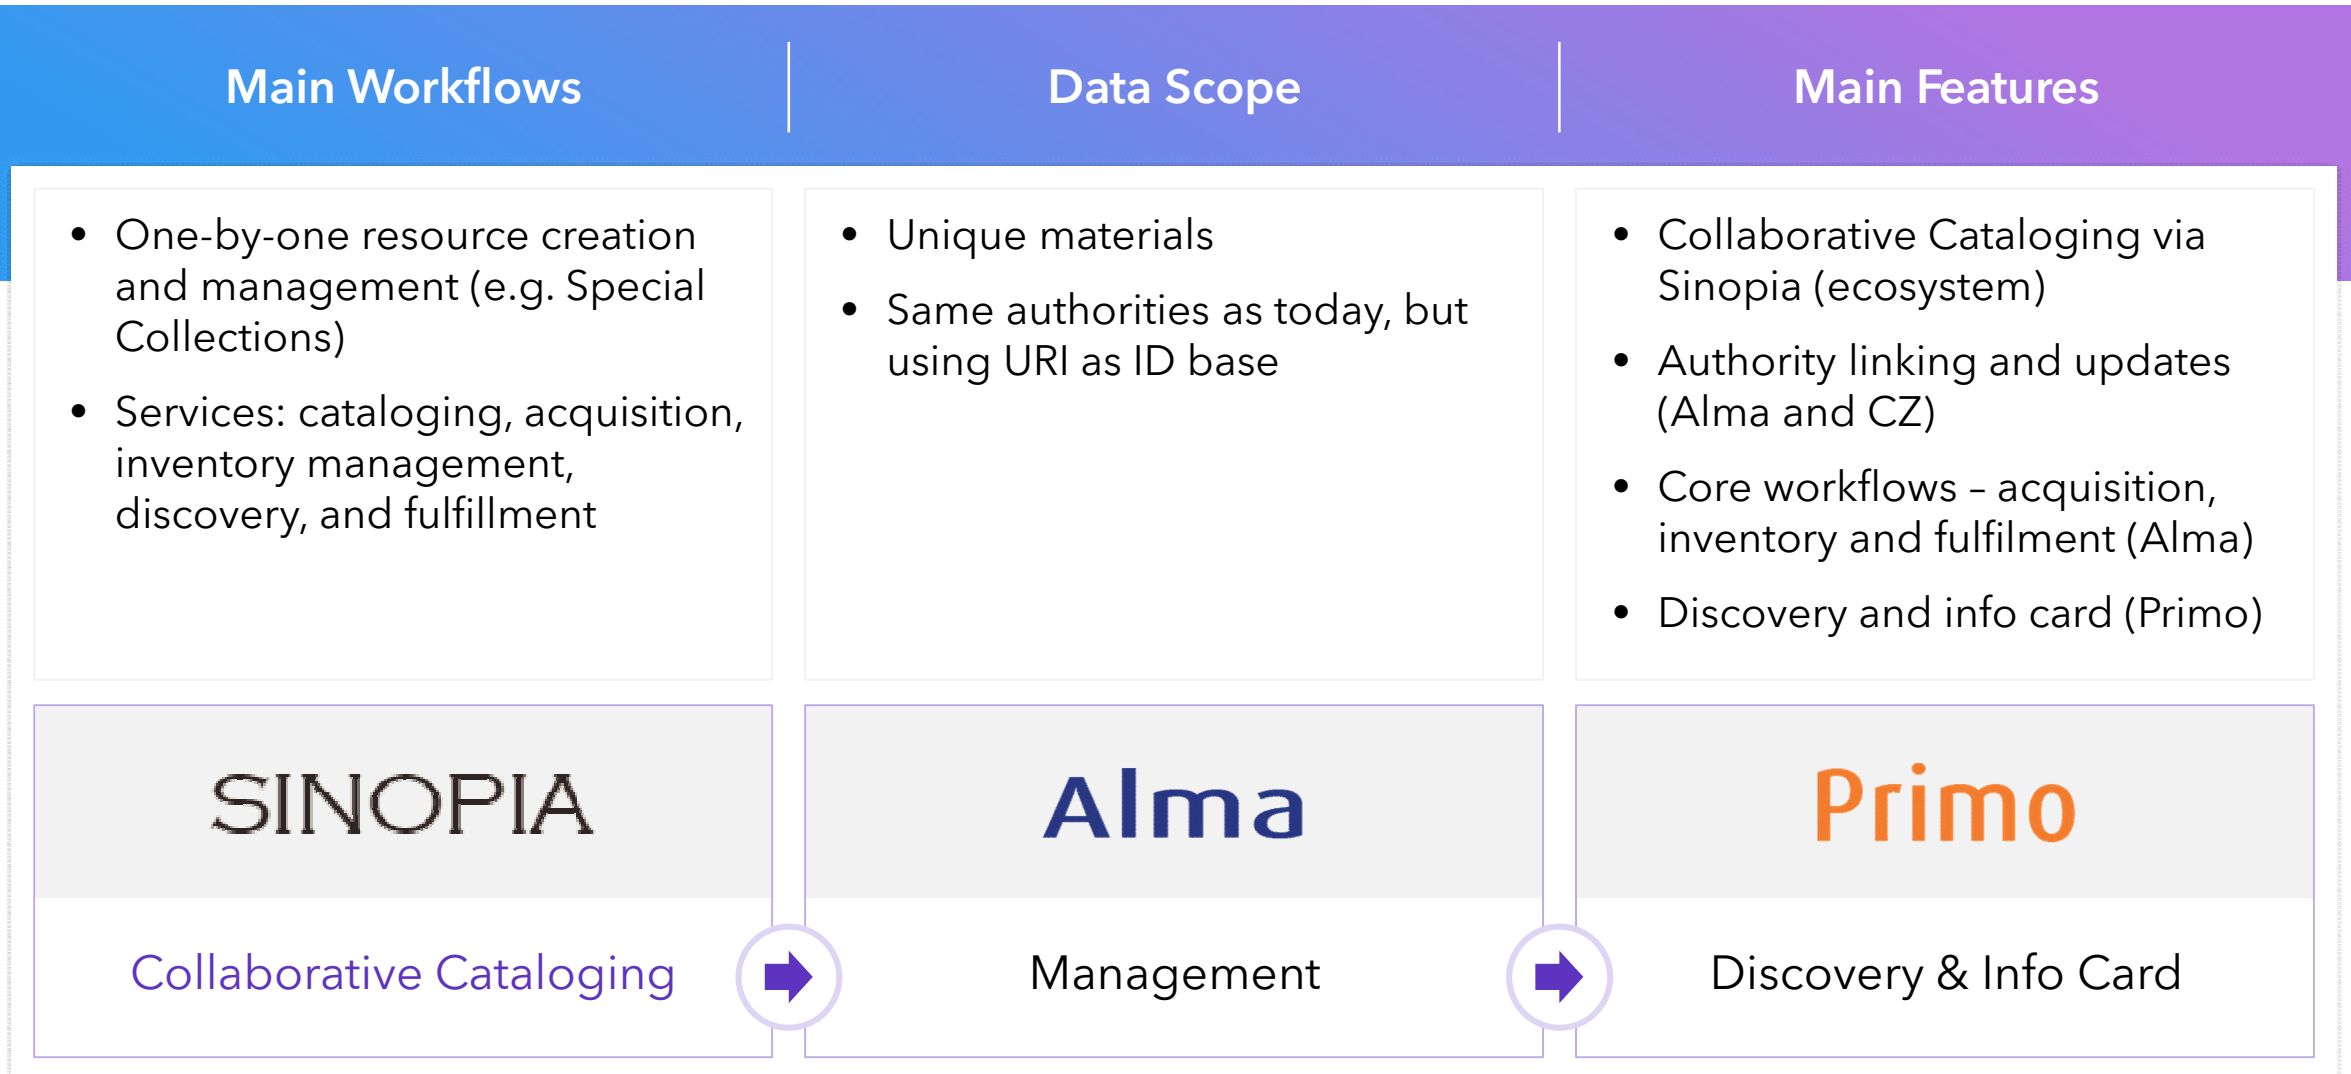 Main Workflows
Data Scope
Main Features
• One-by-one resource creation
and management (e.g. Special
Collections)
• Services: cataloging, acquisition,
inventory management,
discovery, and fulfillment
• Unique materials
• Same authorities as today, but
using URI as ID base
• Collaborative Cataloging via
Sinopia (ecosystem)
• Authority linking and updates
(Alma and CZ)
• Core workflows – acquisition,
inventory and fulfilment (Alma)
• Discovery and info card (Primo)
SINOPIA
Alma
Primo
Collaborative Cataloging
Management
Discovery & Info Card